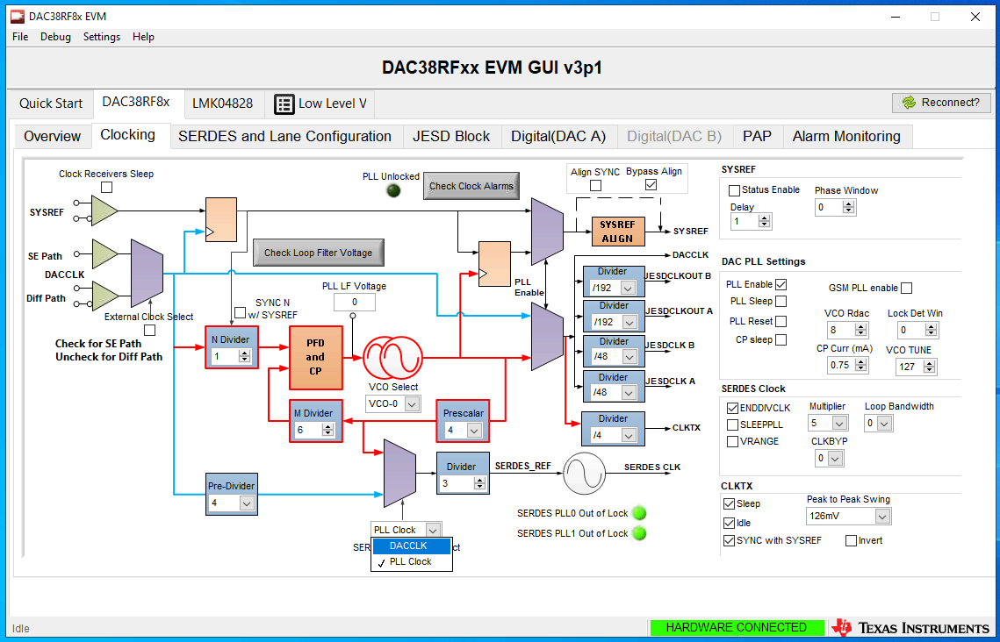 DAC38RF8x EVM
File Debug Settings Help
DAC38RFxx EVM GUI v3p1
Quick Start DAC38RF8x LMK04828 Low Level V Reconnect?
Overview Clocking SERDES and Lane Configuration JESD Block Digital(DAC A) Digital(DAC B) PAP Alarm Monitoring
Clock Receivers Sleep
SYSREF
SE Path
DACCLK
Diff Path
External Clock Select
Check for SE Path
Uncheck for Diff Path
PLL Unlocked
Check Clock Alarms
Check Loop Filter Voltage
PLL LF Voltage
0
SYNC N
w/ SYSREF
N Divider
1
PFD
and
CP
VCO Select
VCO-0
M Divider
6
Prescalar
4
Pre-Divider
4
Divider
3
SERDES_REF
SERDES CLK
PLL Clock
SER ct
DACCLK
✓ PLL Clock
SERDES PLL0 Out of Lock
SERDES PLL1 Out of Lock
Align SYNC Bypass Align
SYSREF
ALIGN
SYSREF
DACCLK
PLL
Enable
Divider
/192
JESDCLKOUT B
Divider
/192
JESDCLKOUT A
Divider
/48
JESDCLK B
Divider
/48
JESDCLK A
Divider
/4
CLKTX
SYSREF
Status Enable Phase Window
Delay
1 0
DAC PLL Settings
PLL Enable GSM PLL enable
PLL Sleep
PLL Reset VCO Rdac Lock Det Win
8 0
CP sleep CP Curr (mA) VCO TUNE
0.75 127
SERDES Clock
ENDDIVCLK Multiplier Loop Bandwidth
SLEEPPLL 5 0
VRANGE CLKBYP
0
CLKTX
Sleep Peak to Peak Swing
Idle 126mV
SYNC with SYSREF Invert
Idle HARDWARE CONNECTED TEXAS INSTRUMENTS